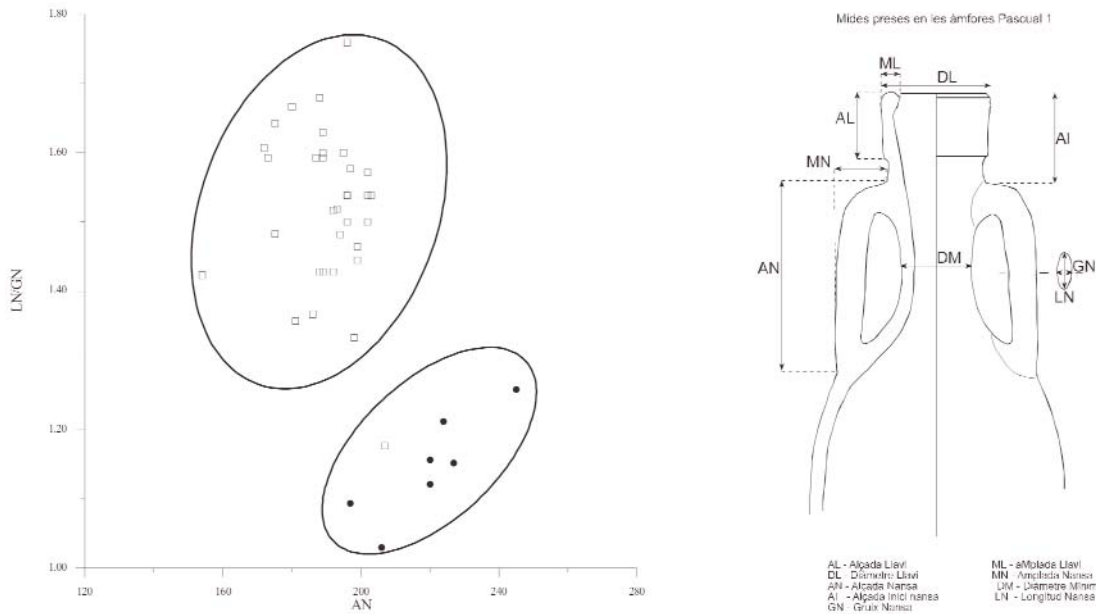 1.80
1.60
LN/GN
1.40
1.20
1.00
120
160
200
240
280
AN
Mides preses en les àmfores Pascual 1
ML
DL
AL
AI
MN
AN
DM
GN
LN
AL - Alçada Llavi
DL - Diàmetre Llavi
AN - Alçada Nansa
AI - Alçada Inici nansa
GN - Gruix Nansa
ML - aMplada Llavi
MN - Amplada Nansa
DM - Diàmetre Mínim
LN - Longitud Nansa